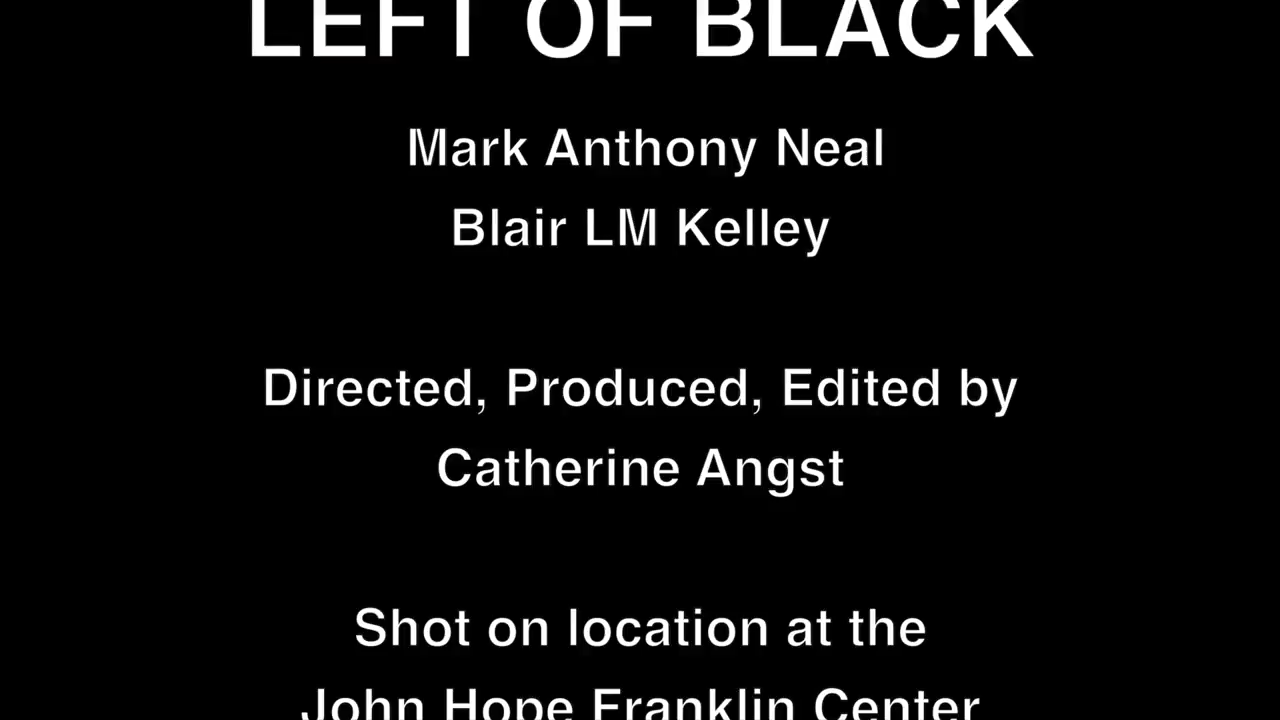 LEFT OF BLACK
Mark Anthony Neal
Blair LM Kelley
Directed, Produced, Edited by
Catherine Angst
Shot on location at the
John Hope Franklin Center